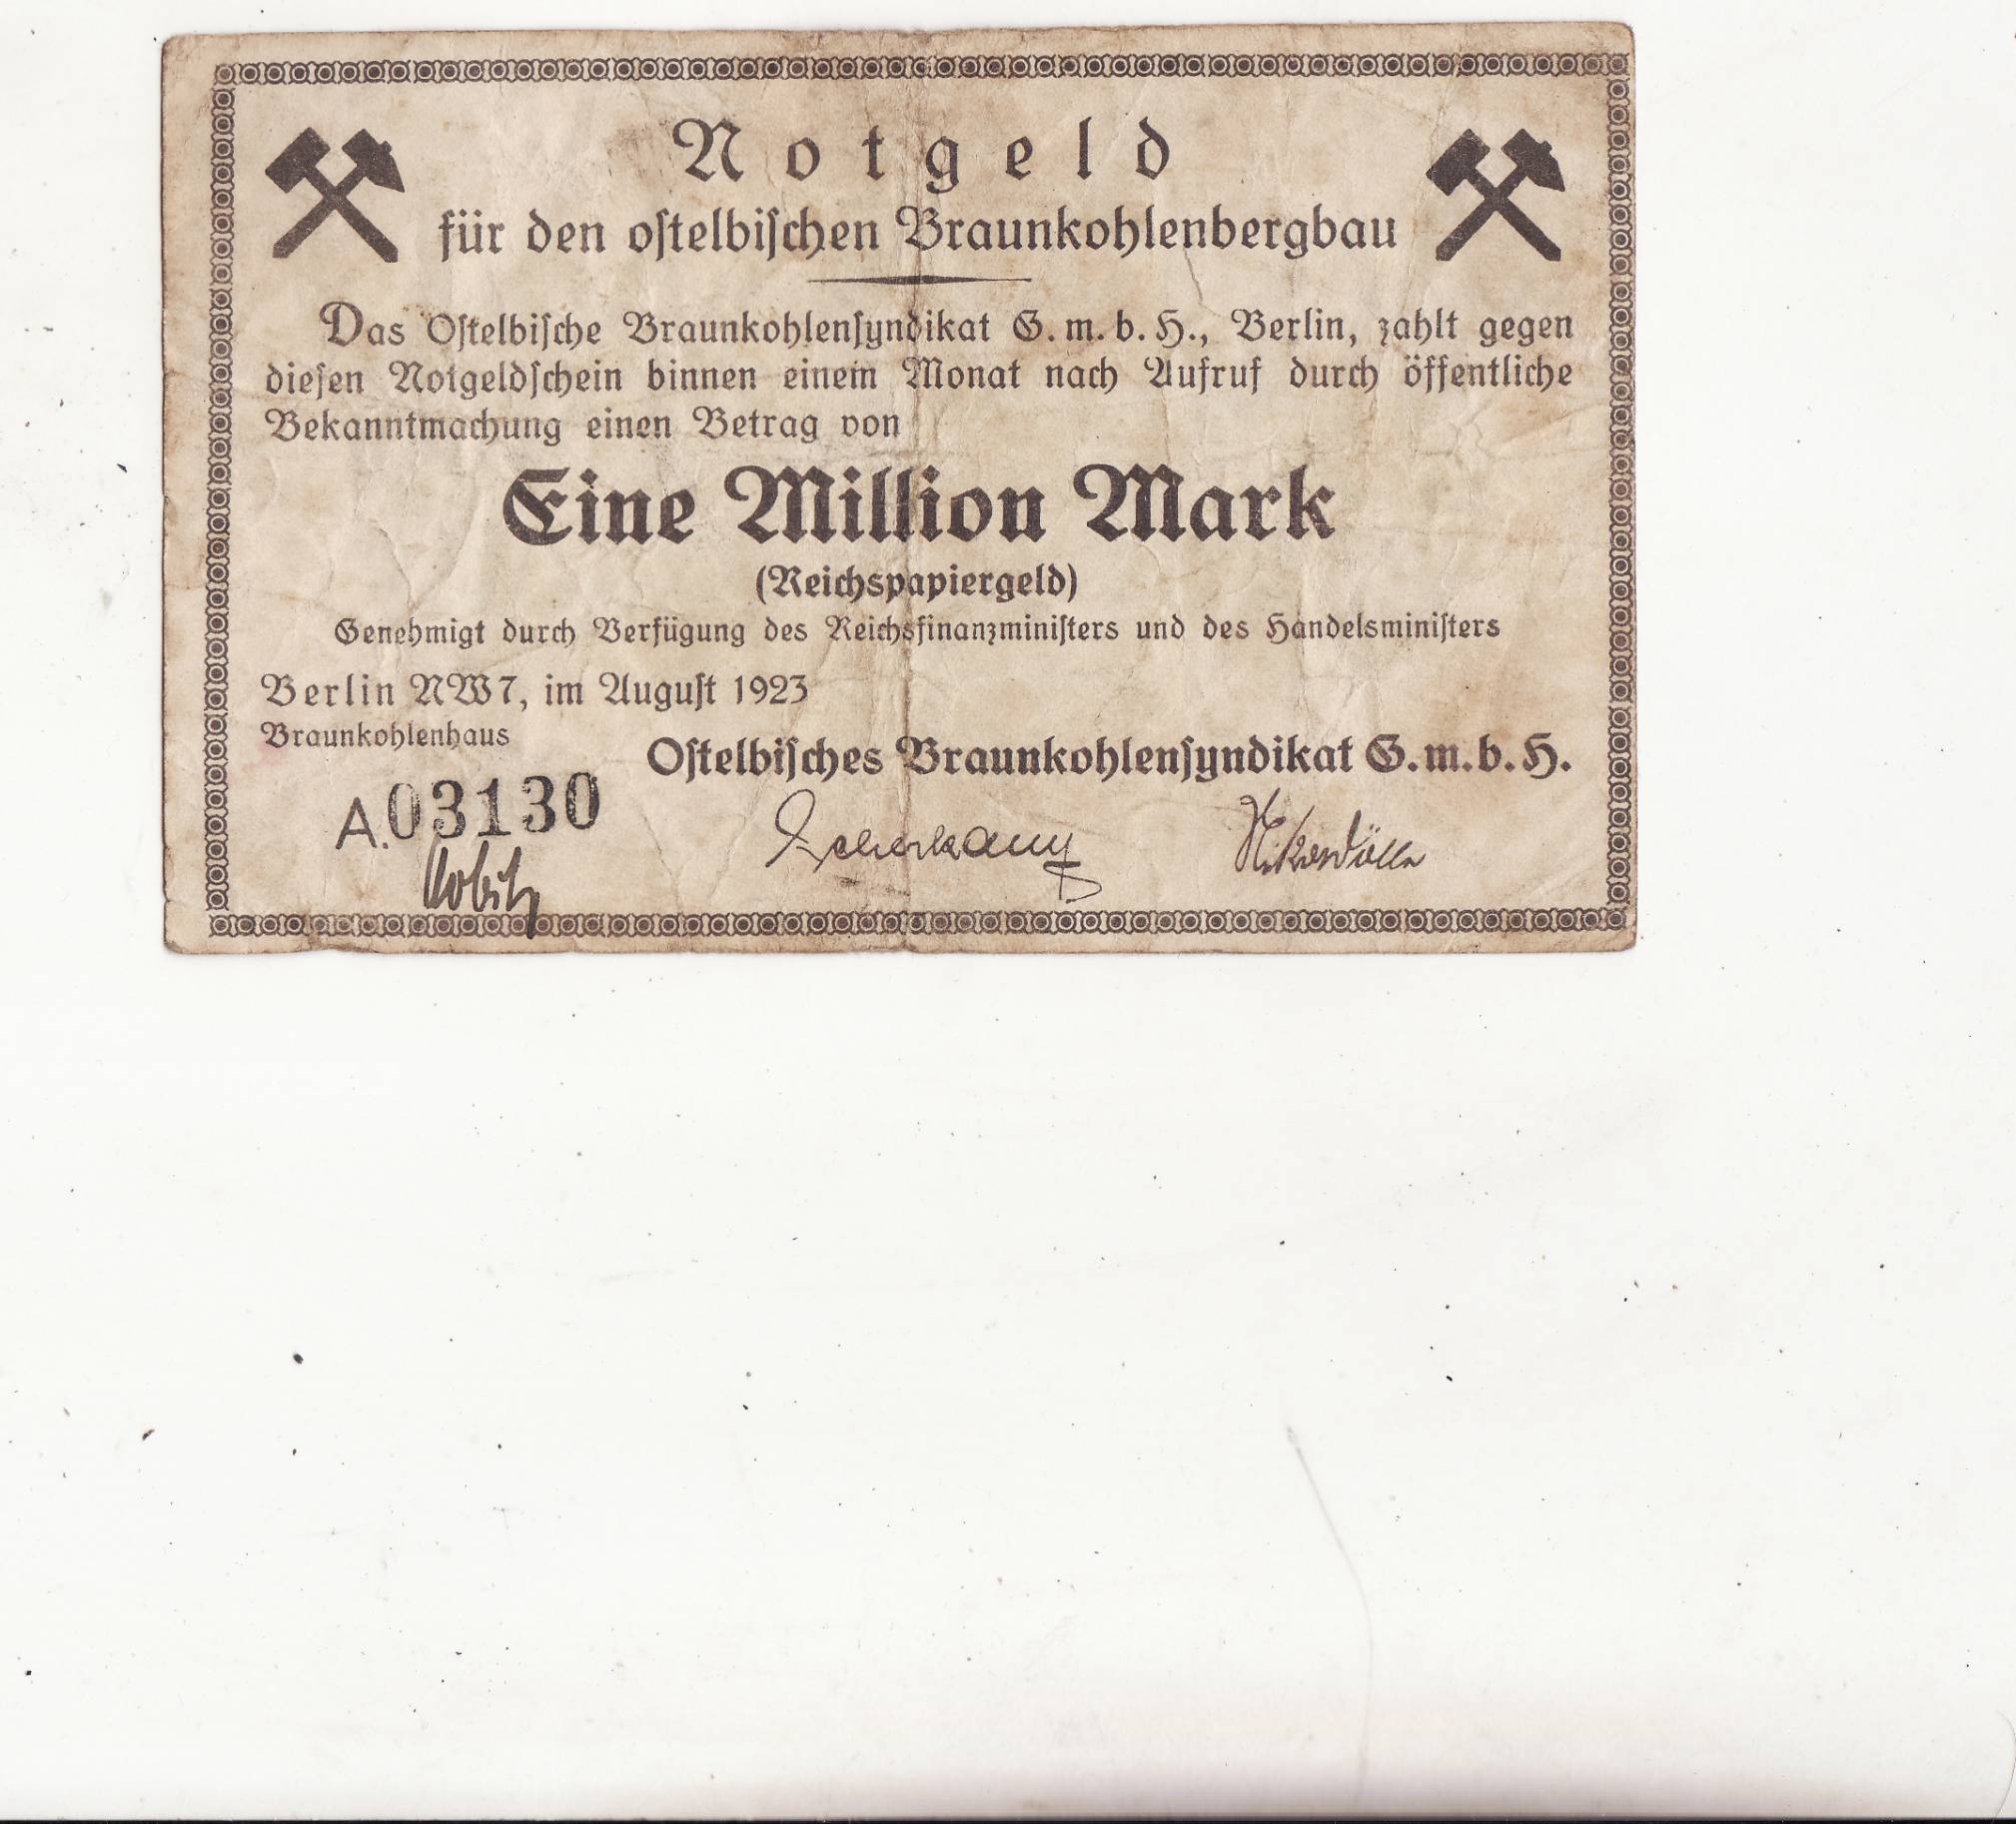 Notgeld
für den oſtelbiſchen Braunkohlenbergbau
Das Oſtelbiſche Braunkohlenſyndikat G. m. b. H., Berlin, zahlt gegen
dieſen Notgeldſchein binnen einem Monat nach Aufruf durch öffentliche
Bekanntmachung einen Betrag von
Eine Million Mark
(Reichspapiergeld)
Genehmigt durch Verfügung des Reichsfinanzminiſters und des Handelsminiſters
Berlin NW7, im Auguſt 1923
Braunkohlenhaus
Oſtelbiſches Braunkohlenſyndikat G. m. b. H.
A.03130